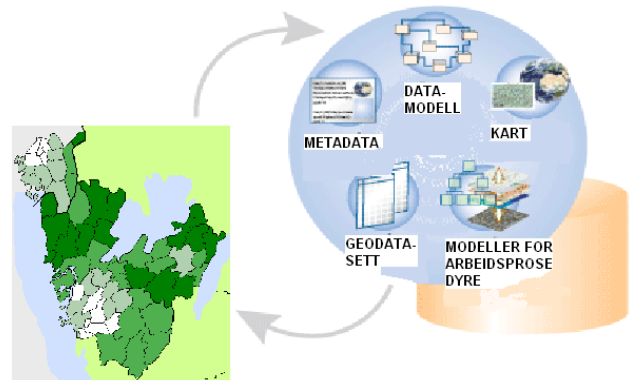 DATA-
MODELL
METADATA
KART
GEODATA-
SETT
MODELLER FOR
ARBEIDSPROSE
DYRE